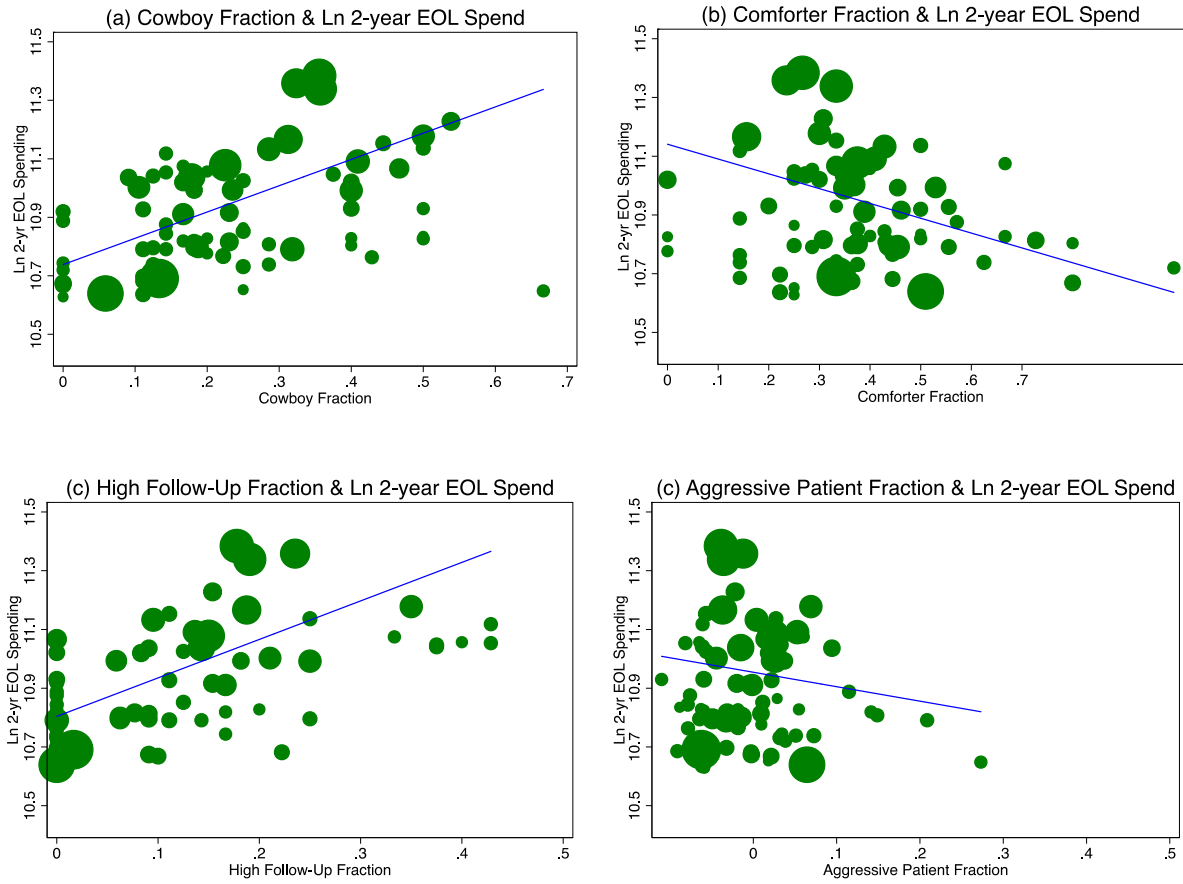 (a) Cowboy Fraction & Ln 2-year EOL Spend
Ln 2-yr EOL Spending
11.5
11.3
11.1
10.9
10.7
10.5
0 .1 .2 .3 .4 .5 .6 .7
Cowboy Fraction
(b) Comforter Fraction & Ln 2-year EOL Spend
Ln 2-yr EOL Spending
11.5
11.3
11.1
10.9
10.7
10.5
0 .1 .2 .3 .4 .5 .6 .7
Comforter Fraction
(c) High Follow-Up Fraction & Ln 2-year EOL Spend
Ln 2-yr EOL Spending
11.5
11.3
11.1
10.9
10.7
10.5
0 .1 .2 .3 .4 .5
High Follow-Up Fraction
(c) Aggressive Patient Fraction & Ln 2-year EOL Spend
Ln 2-yr EOL Spending
11.5
11.3
11.1
10.9
10.7
10.5
0 .1 .2 .3 .4 .5
Aggressive Patient Fraction